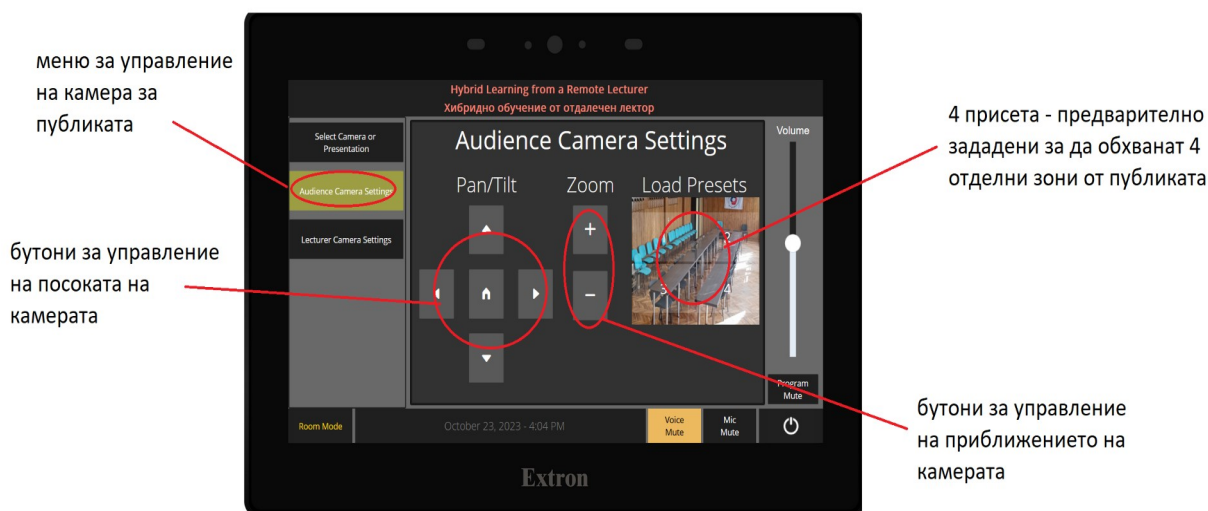 меню за управление
на камера за
публиката
бутони за управление
на посоката на
камерата
Hybrid Learning from a Remote Lecturer
Хибридно обучение от отдалечен лектор
Select Camera or
Presentation
Audience Camera Settings
Lecturer Camera Settings
Audience Camera Settings
Pan/Tilt
Zoom
Load Presets
+
−
2
3
4
Volume
Program
Mute
Room Mode
October 23, 2023 - 4:04 PM
Voice
Mute
Mic
Mute
Extron
4 присета - предварително
зададени за да обхванат 4
отделни зони от публиката
бутони за управление
на приближението на
камерата